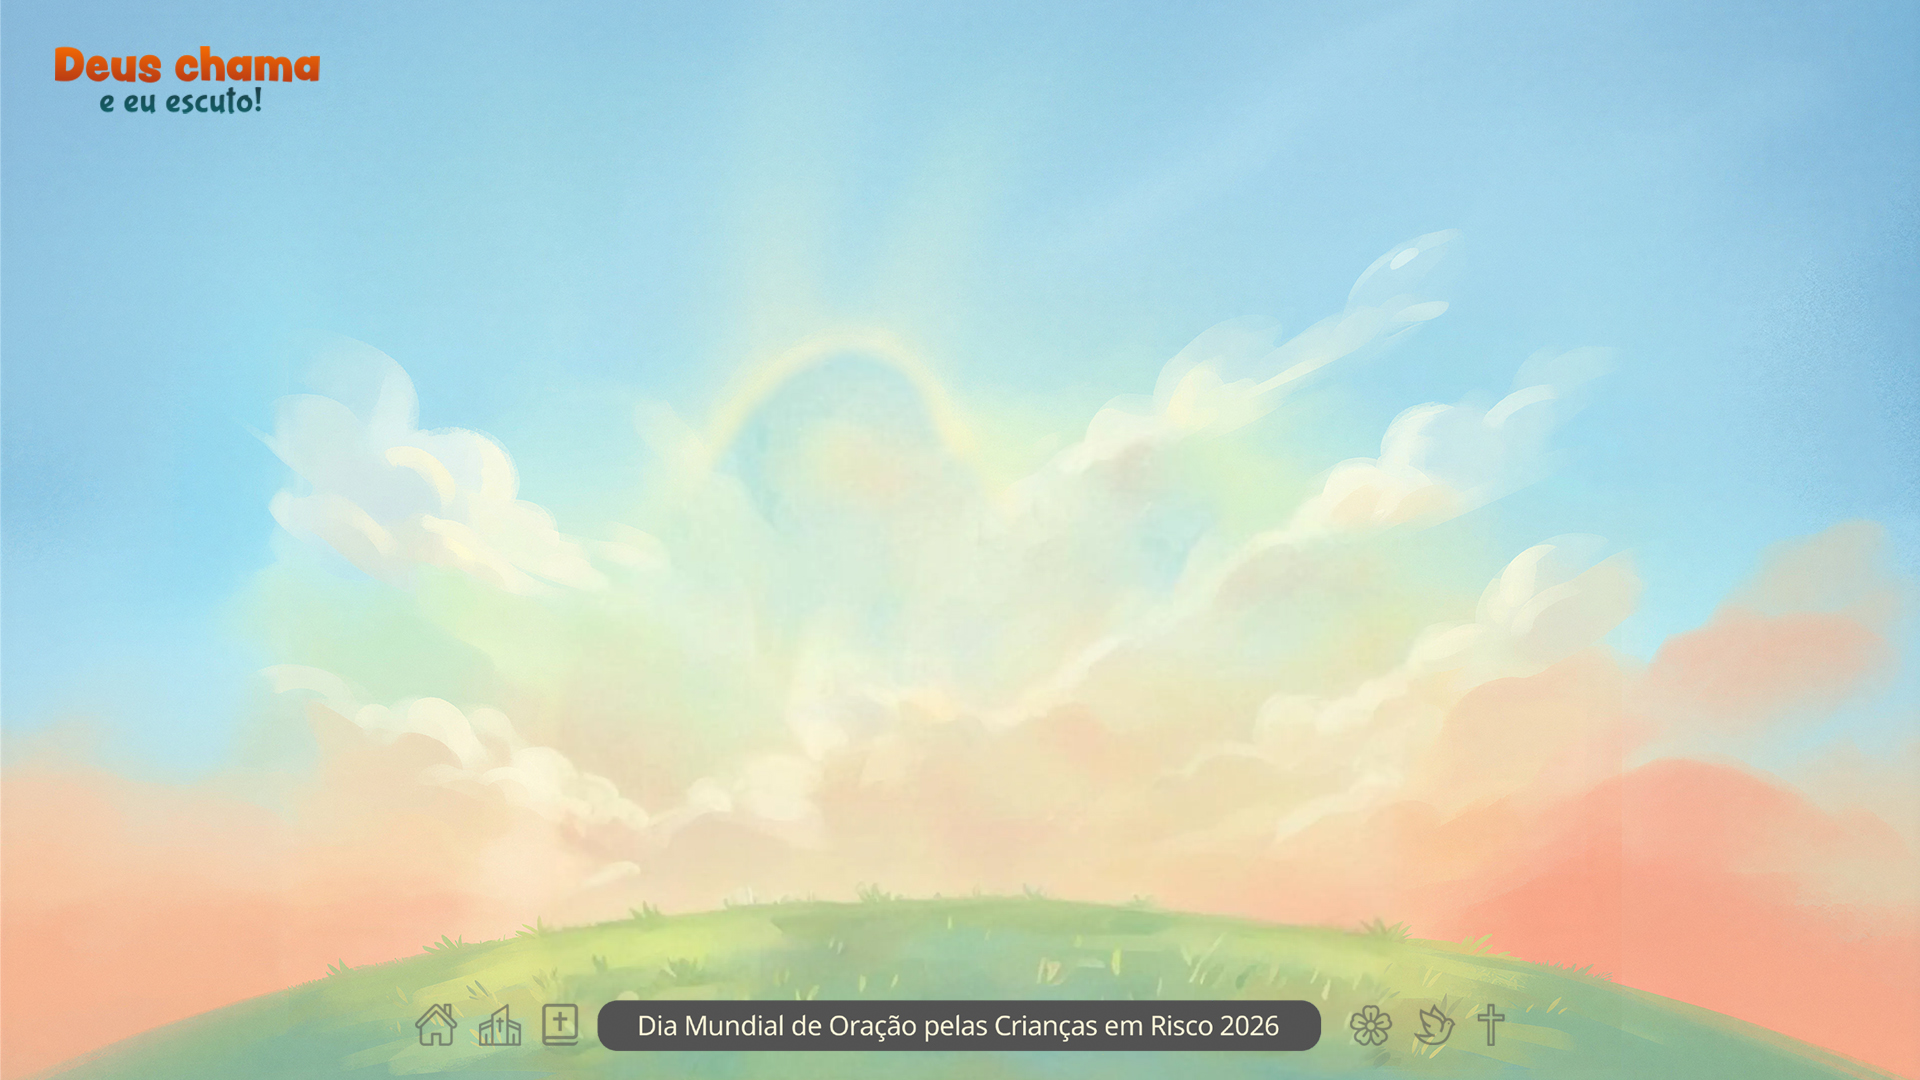 Deus chama
e eu escuto!
Dia Mundial de Oração pelas Crianças em Risco 2026